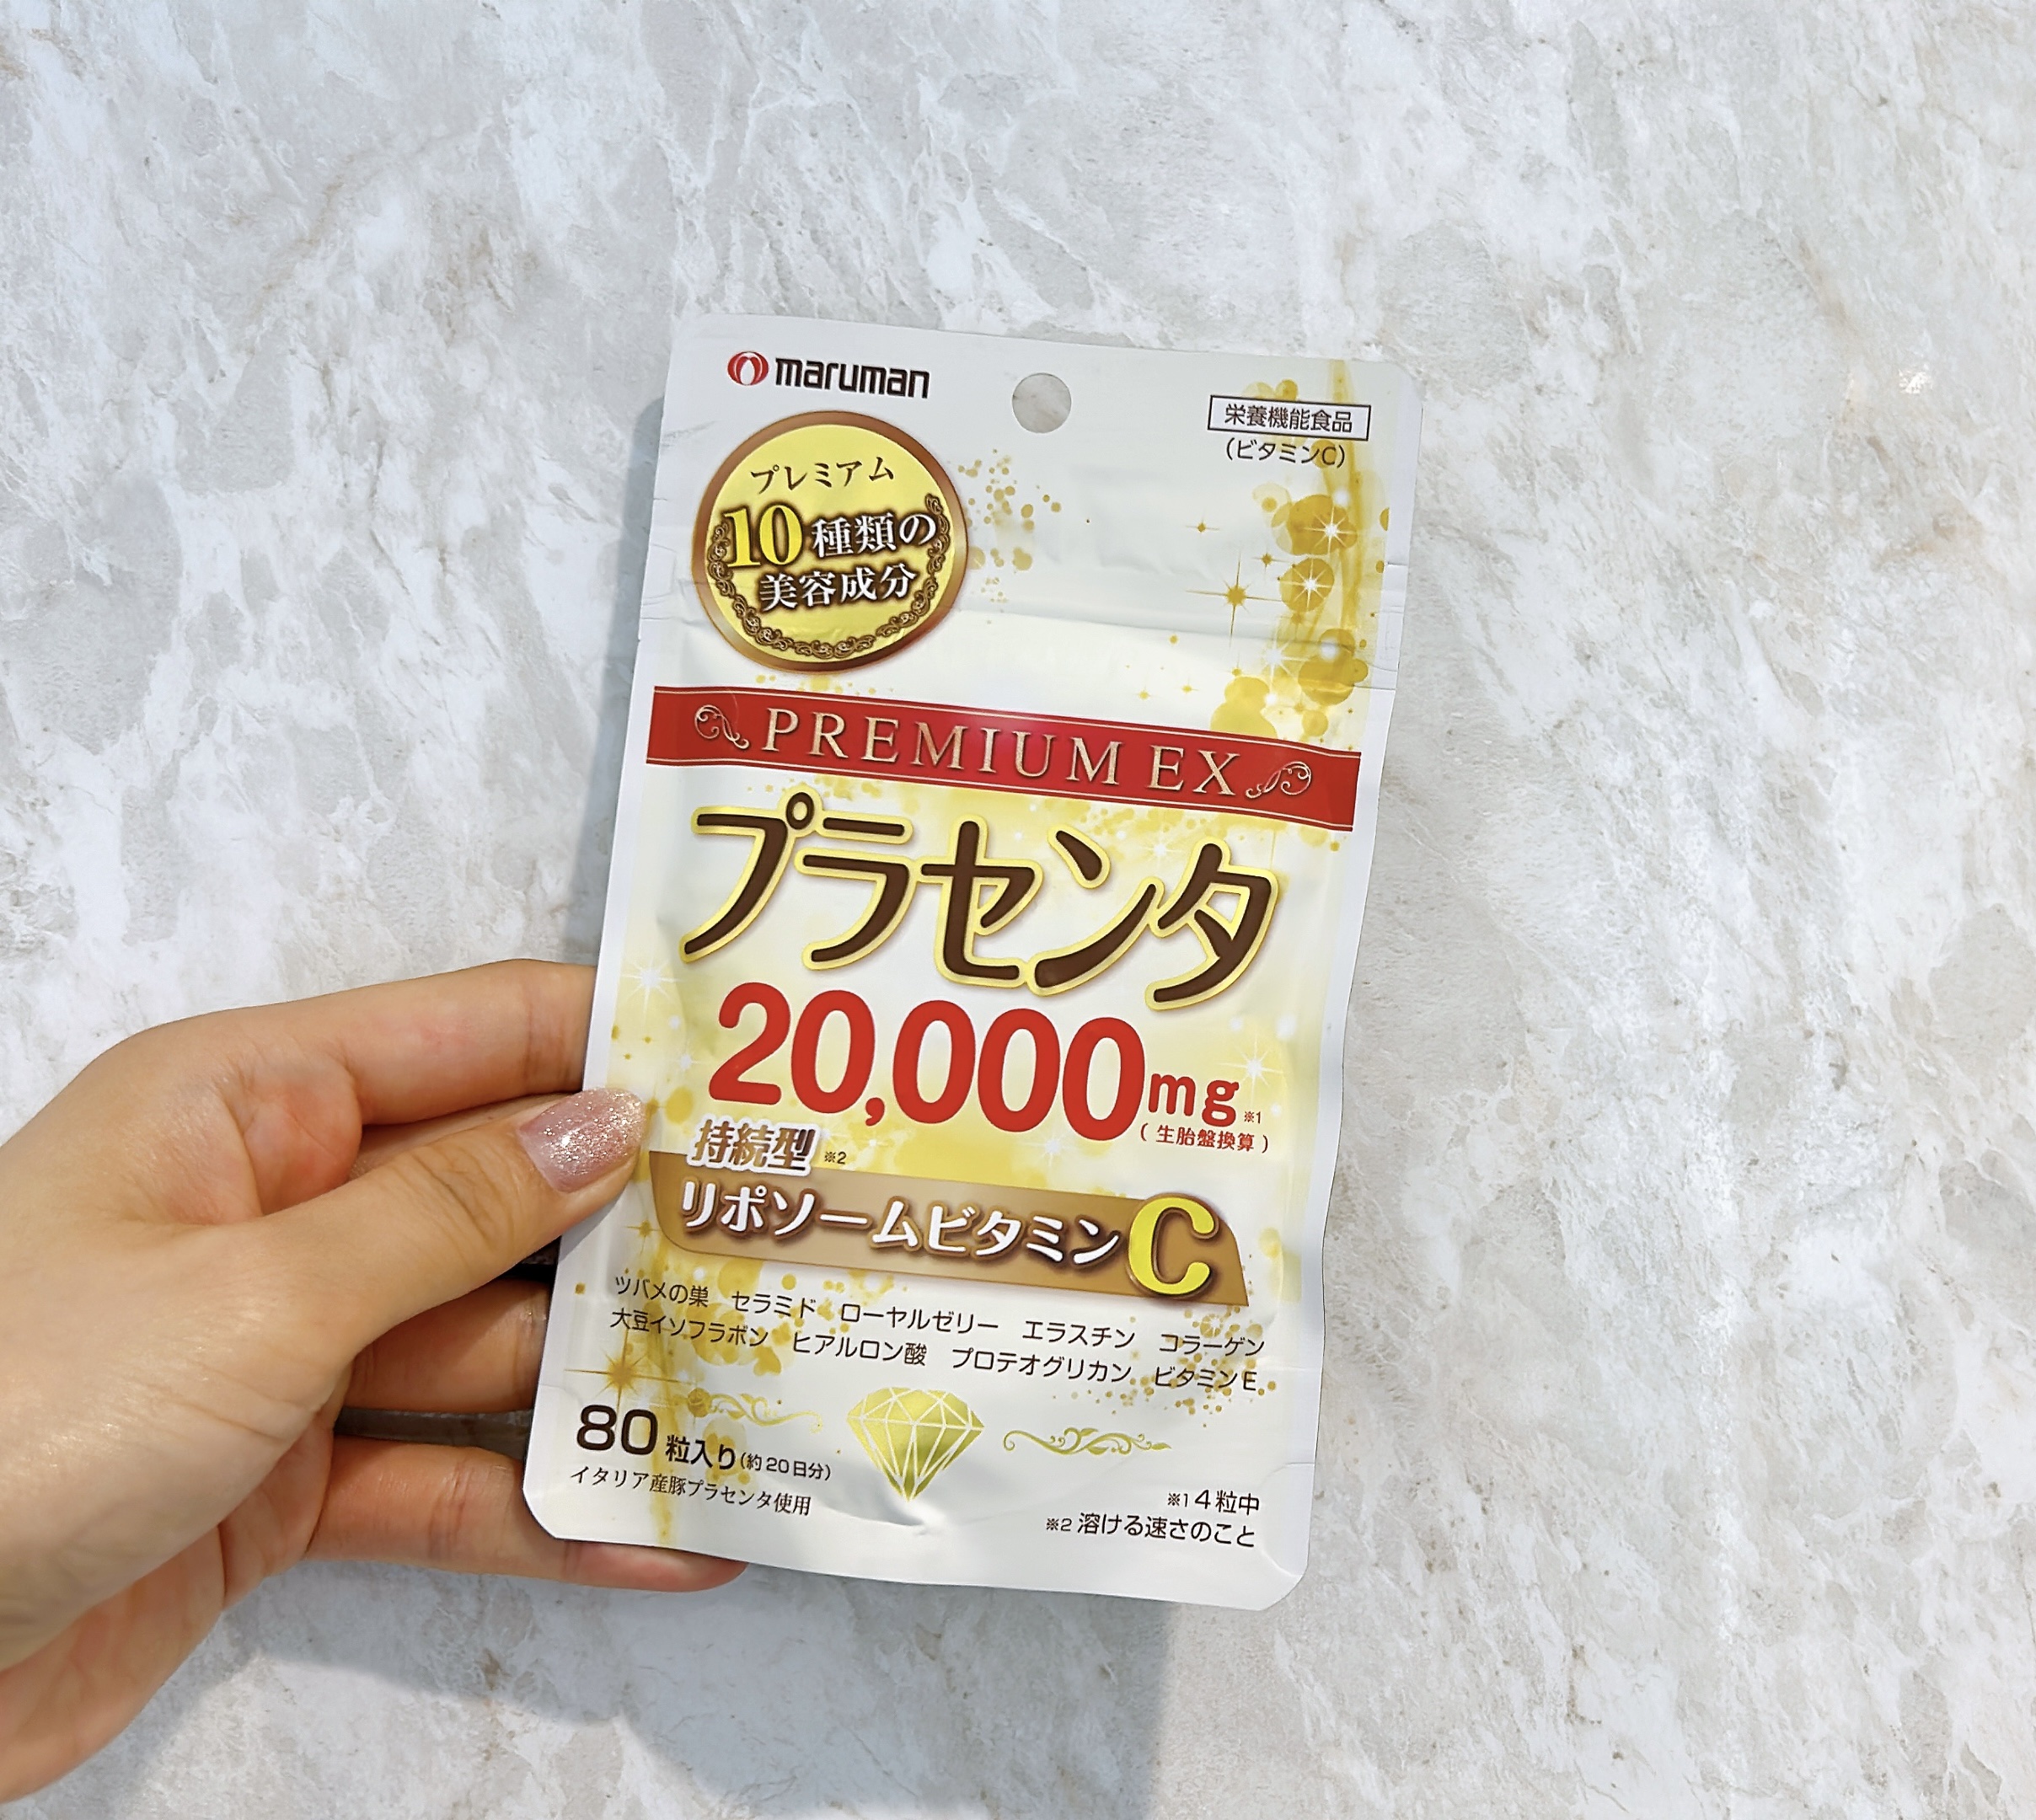 maruman
栄養機能食品
(ビタミンC)
プレミアム
10種類の
美容成分
PREMIUM EX
プラセンタ
20,000mg※1
(生胎盤換算)
持続型※2
リポソームビタミンC
ツバメの巣 セラミド ローヤルゼリー エラスチン コラーゲン
大豆イソフラボン ヒアルロン酸 プロテオグリカン ビタミンE
80粒入り(約20日分)
イタリア産豚プラセンタ使用
※1 4粒中
※2 溶ける速さのこと